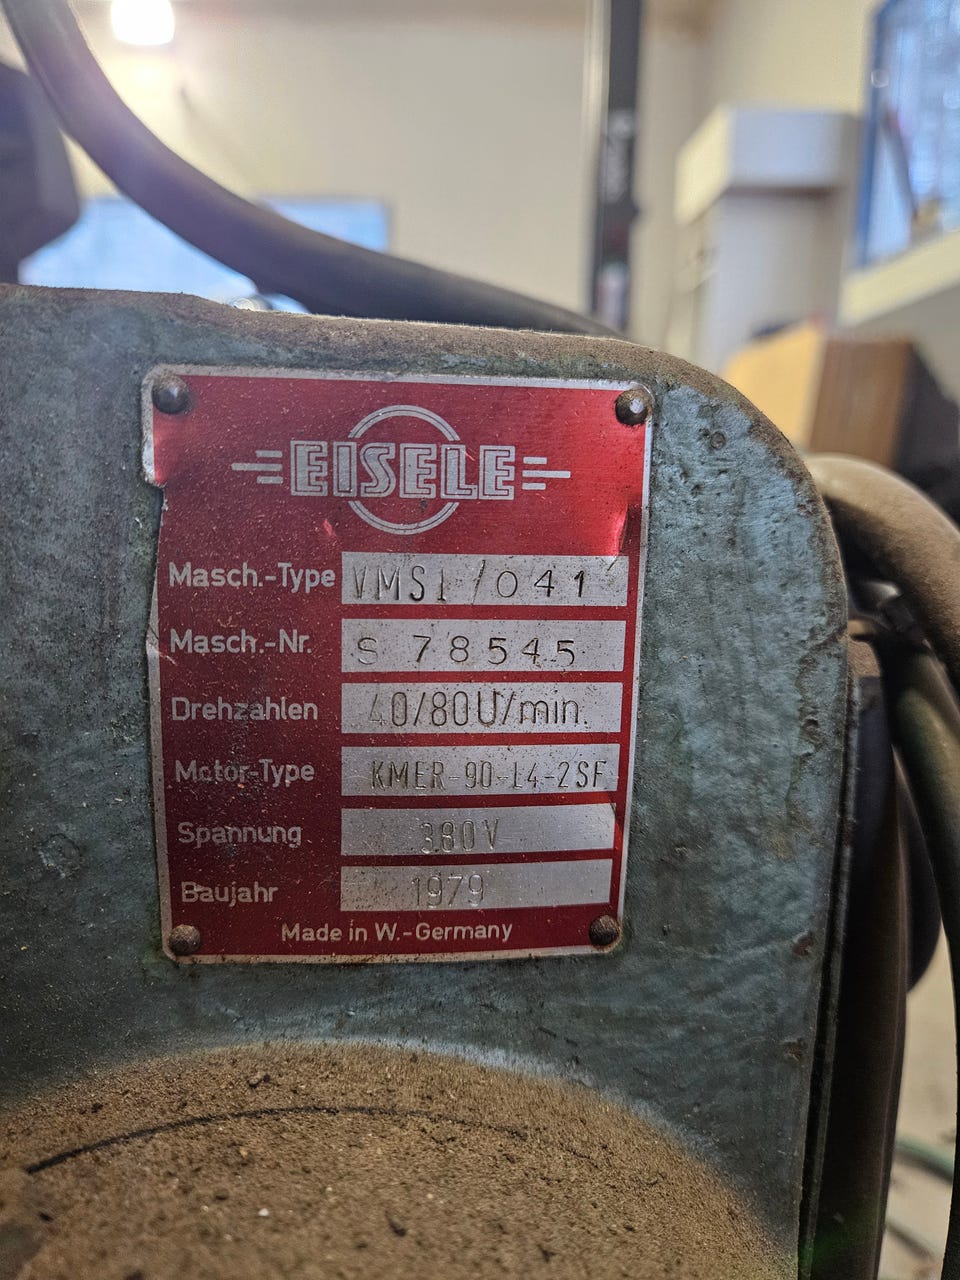 EISELE
Masch.-Type VMS1/041
Masch.-Nr. S 78545
Drehzahlen 40/80U/min.
Motor-Type KMER-90-L4-2SF
Spannung 380V
Baujahr 1979
Made in W.-Germany